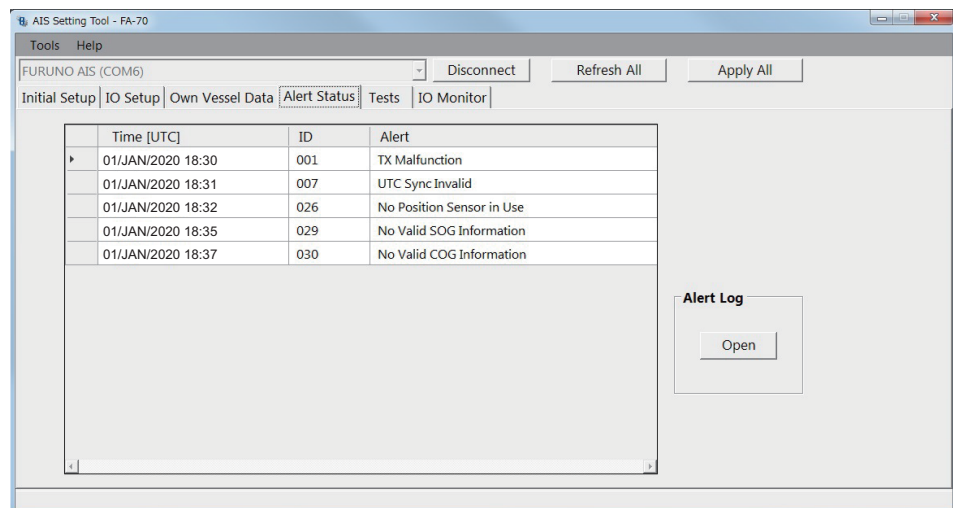 AIS Setting Tool - FA-70
Tools Help
FURUNO AIS (COM6) Disconnect Refresh All Apply All
Initial Setup IO Setup Own Vessel Data Alert Status Tests IO Monitor
Time [UTC] ID Alert
01/JAN/2020 18:30 001 TX Malfunction
01/JAN/2020 18:31 007 UTC Sync Invalid
01/JAN/2020 18:32 026 No Position Sensor in Use
01/JAN/2020 18:35 029 No Valid SOG Information
01/JAN/2020 18:37 030 No Valid COG Information
Alert Log
Open